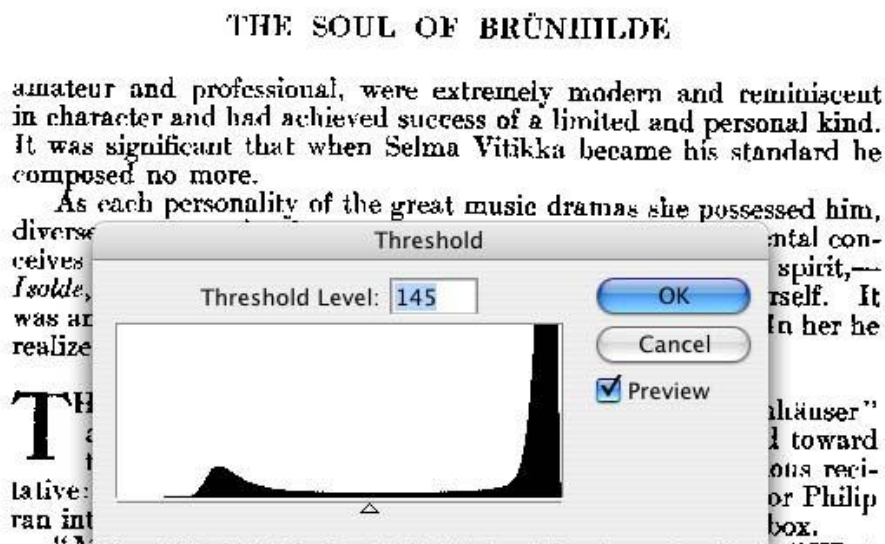 THE SOUL OF BRÜNHILDE
amateur and professional, were extremely modern and reminiscent
in character and had achieved success of a limited and personal kind.
It was significant that when Selma Vitikka became his standard he
composed no more.
As each personality of the great music dramas she possessed him,
diverse
ntal con-
ceives
spirit,—
Isolde,
rself. It
was an
In her he
realize
Threshold
Threshold Level: 145
OK
Cancel
Preview
TH
nhäuser"
d toward
ous reci-
tative:
or Philip
ran int
box.